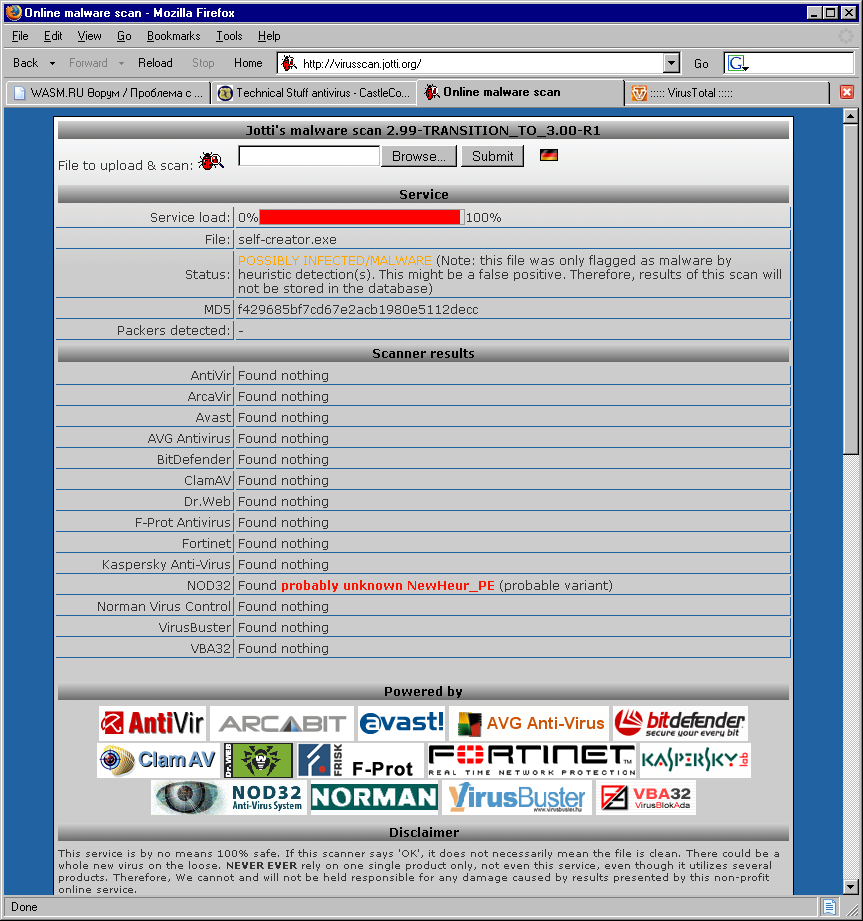 Online malware scan - Mozilla Firefox
File Edit View Go Bookmarks Tools Help
Back Forward Reload Stop Home http://virusscan.jotti.org/ Go G
WASM.RU Форум / Проблема с ... Technical Stuff antivirus - CastleCo... Online malware scan ::::: VirusTotal :::::
Jotti's malware scan 2.99-TRANSITION_TO_3.00-R1
File to upload & scan: Browse... Submit
Service
Service load: 0% 100%
File: self-creator.exe
Status: POSSIBLY INFECTED/MALWARE (Note: this file was only flagged as malware by
heuristic detection(s). This might be a false positive. Therefore, results of this scan will
not be stored in the database)
MD5 f429685bf7cd67e2acb1980e5112decc
Packers detected: -
Scanner results
AntiVir Found nothing
ArcaVir Found nothing
Avast Found nothing
AVG Antivirus Found nothing
BitDefender Found nothing
ClamAV Found nothing
Dr.Web Found nothing
F-Prot Antivirus Found nothing
Fortinet Found nothing
Kaspersky Anti-Virus Found nothing
NOD32 Found probably unknown NewHeur_PE (probable variant)
Norman Virus Control Found nothing
VirusBuster Found nothing
VBA32 Found nothing
Powered by
AntiVir ARCABIT avast! AVG Anti-Virus bitdefender
secure your every bit
ClamAV Dr.WEB FRISK F-Prot FORTINET KASPERSKY lab
REAL TIME NETWORK PROTECTION
NOD32 NORMAN VirusBuster VBA32
Anti-Virus System www.virusbuster.hu VirusBlokAda
Disclaimer
This service is by no means 100% safe. If this scanner says 'OK', it does not necessarily mean the file is clean. There could be a
whole new virus on the loose. NEVER EVER rely on one single product only, not even this service, even though it utilizes several
products. Therefore, We cannot and will not be held responsible for any damage caused by results presented by this non-profit
online service.
Done